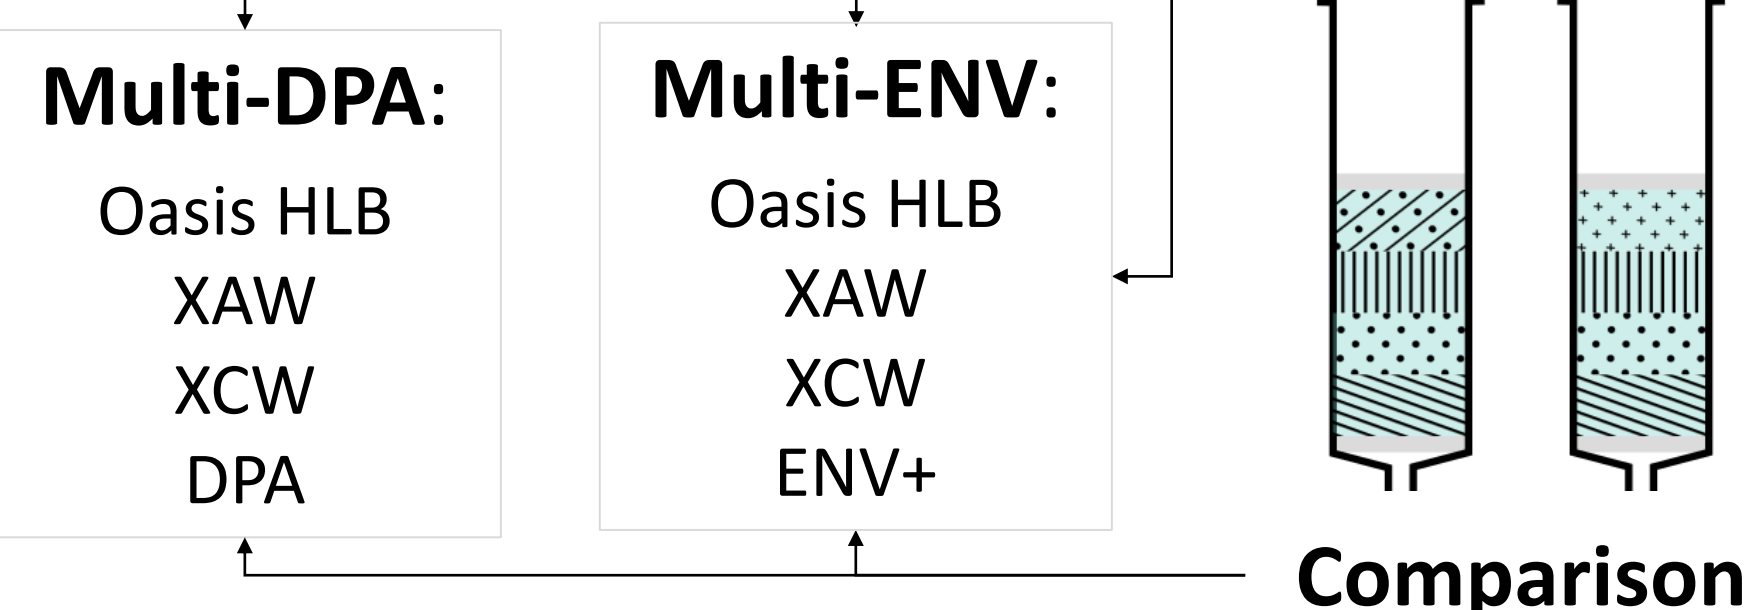 Multi-DPA:
Oasis HLB
XAW
XCW
DPA
Multi-ENV:
Oasis HLB
XAW
XCW
ENV+
Comparison